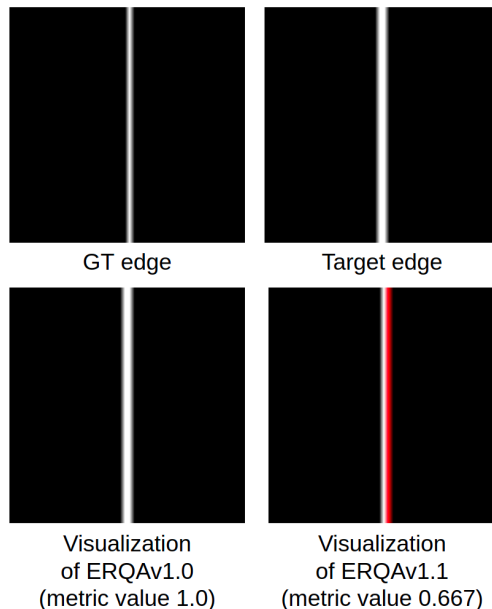 GT edge
Target edge
Visualization
of ERQAv1.0
(metric value 1.0)
Visualization
of ERQAv1.1
(metric value 0.667)